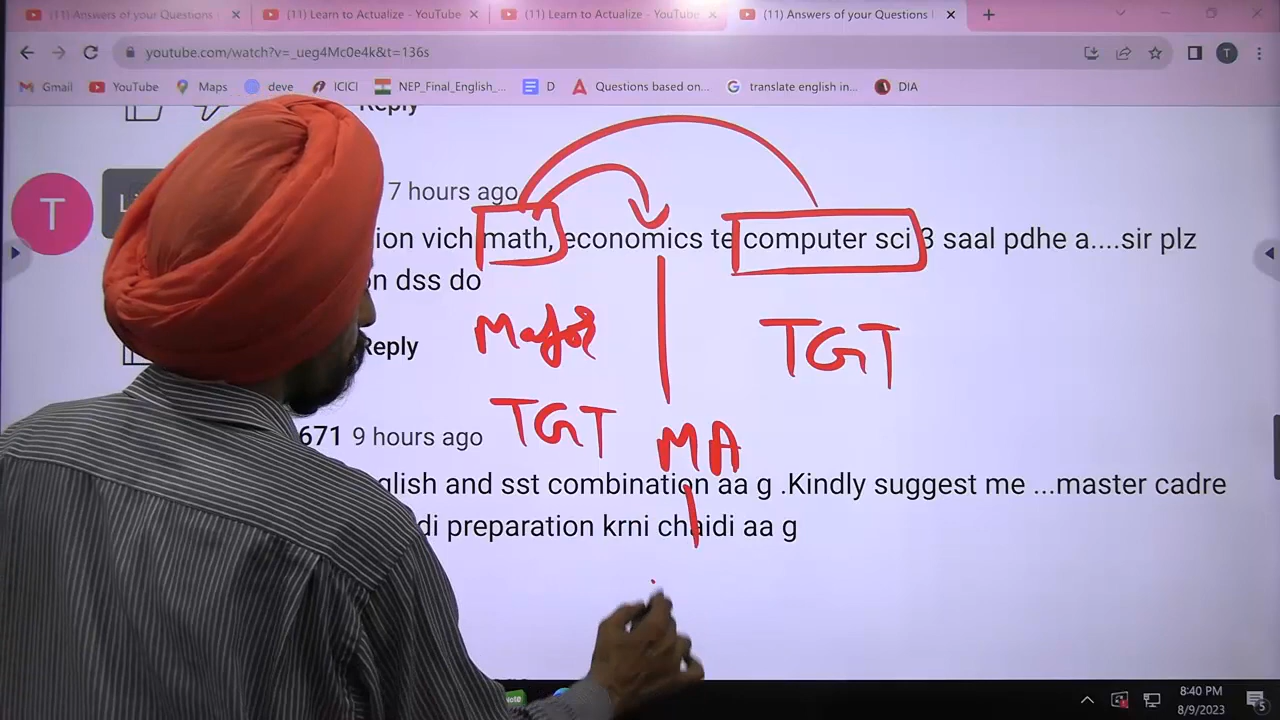 (11) Answers of your Questions
(11) Learn to Actualize - YouTube
(11) Learn to Actualize - YouTube
(11) Answers of your Questions
youtube.com/watch?v=_ueg4Mc0e4k&t=136s
T
Gmail YouTube Maps deve ICICI NEP_Final_English_... D Questions based on... translate english in... DIA
Reply
T
7 hours ago
ion vich math, economics te computer sci 3 saal pdhe a....sir plz
on dss do
Major
TGT
Reply
TGT
MA
671 9 hours ago
glish and sst combination aa g .Kindly suggest me ...master cadre
di preparation krni chaidi aa g
8:40 PM
8/9/2023
5